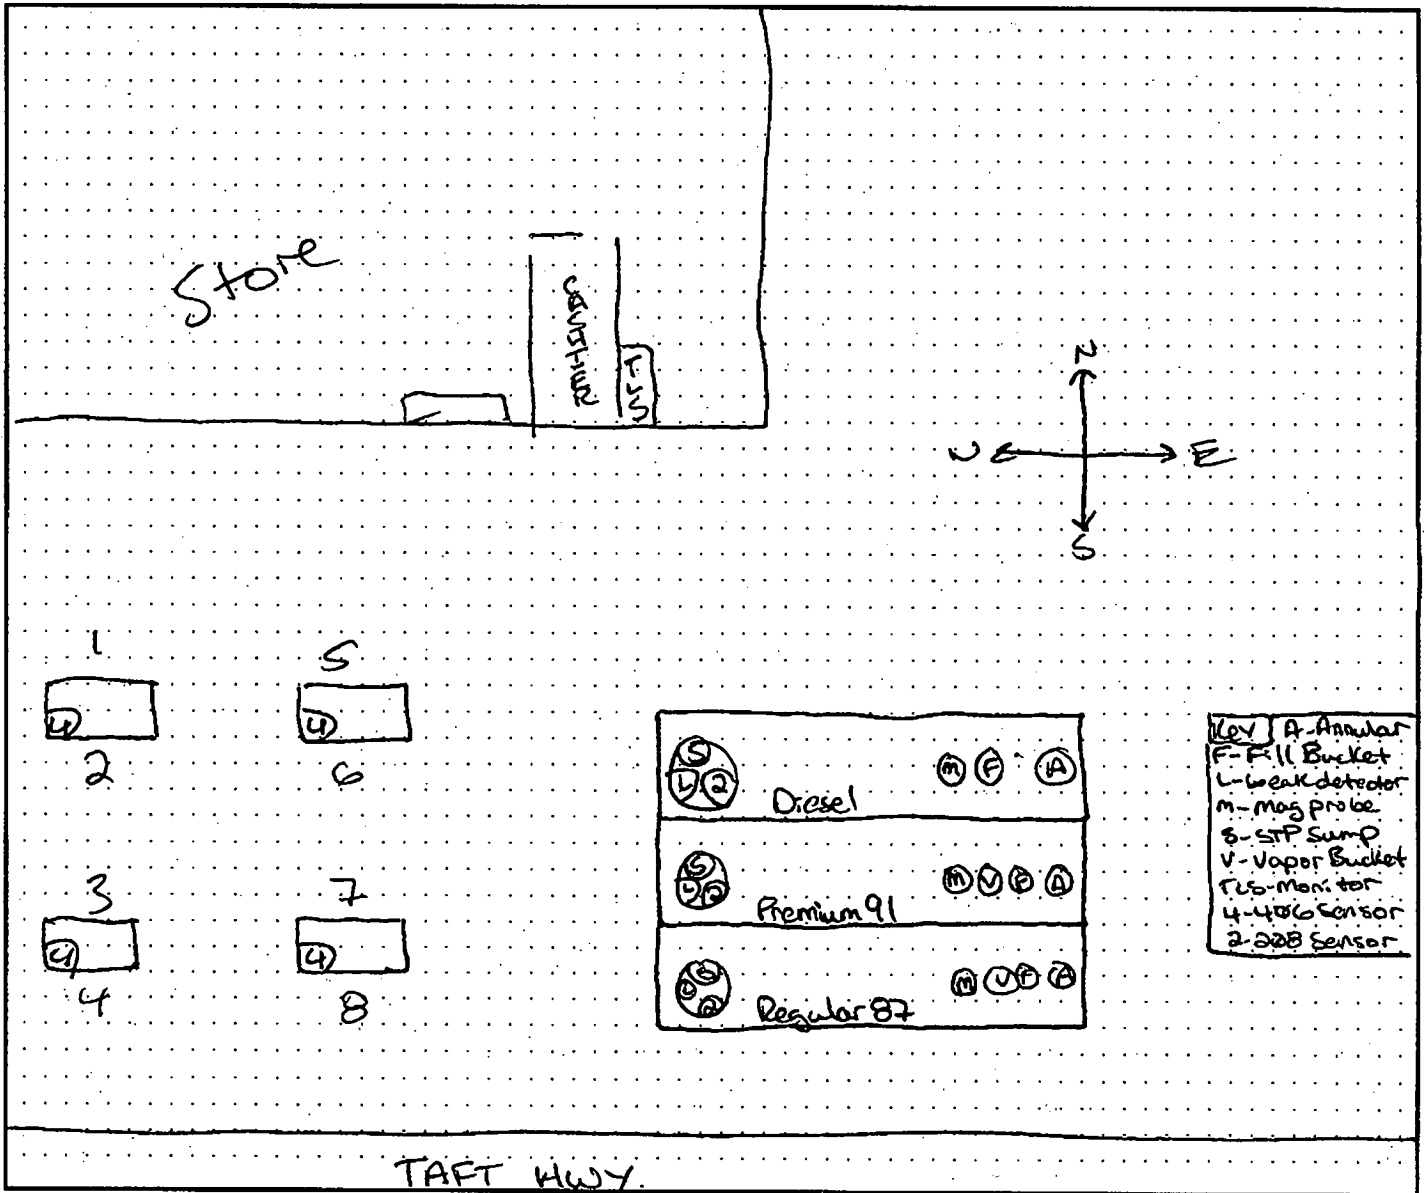 Store
COUNTER
TLS
N
W E
S
1 5
4 4
2 6
3 7
4 4
4 8
S
L 2
Diesel
M F A
S
L 2
Premium 91
M V F A
S
L 2
Regular 87
M V F A
Key A-Annular
F-Fill Bucket
L-Leak detector
M-Mag probe
S-STP Sump
V-Vapor Bucket
TLS-Monitor
4-406 Sensor
2-208 Sensor
TAFT HWY.